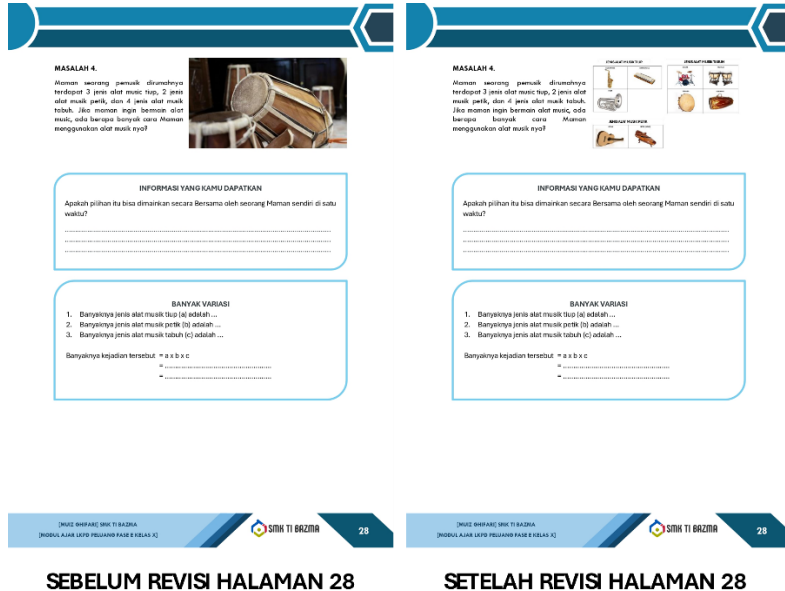 MASALAH 4.
Maman seorang pemusik dirumahnya
terdapat 3 jenis alat music tiup, 2 jenis
alat musik petik, dan 4 jenis alat musik
tabuh. Jika maman ingin bermain alat
music, ada berapa banyak cara Maman
menggunakan alat musik nya?
INFORMASI YANG KAMU DAPATKAN
Apakah pilihan itu bisa dimainkan secara Bersama oleh seorang Maman sendiri di satu
waktu?
BANYAK VARIASI
1. Banyaknya jenis alat musik tiup (a) adalah ...
2. Banyaknya jenis alat musik petik (b) adalah ...
3. Banyaknya jenis alat musik tabuh (c) adalah ...
Banyaknya kejadian tersebut = a x b x c
= ................................................
= ................................................
[MUIZ GHIFARI] SMK TI BAZMA
[MODUL AJAR LKPD PELUANG FASE E KELAS X]
SMK TI BAZMA
28
SEBELUM REVISI HALAMAN 28
MASALAH 4.
Maman seorang pemusik dirumahnya
terdapat 3 jenis alat music tiup, 2 jenis
alat musik petik, dan 4 jenis alat musik
tabuh. Jika maman ingin bermain alat
music, ada berapa banyak cara Maman
menggunakan alat musik nya?
INFORMASI YANG KAMU DAPATKAN
Apakah pilihan itu bisa dimainkan secara Bersama oleh seorang Maman sendiri di satu
waktu?
BANYAK VARIASI
1. Banyaknya jenis alat musik tiup (a) adalah ...
2. Banyaknya jenis alat musik petik (b) adalah ...
3. Banyaknya jenis alat musik tabuh (c) adalah ...
Banyaknya kejadian tersebut = a x b x c
= ................................................
= ................................................
[MUIZ GHIFARI] SMK TI BAZMA
[MODUL AJAR LKPD PELUANG FASE E KELAS X]
SMK TI BAZMA
28
SETELAH REVISI HALAMAN 28